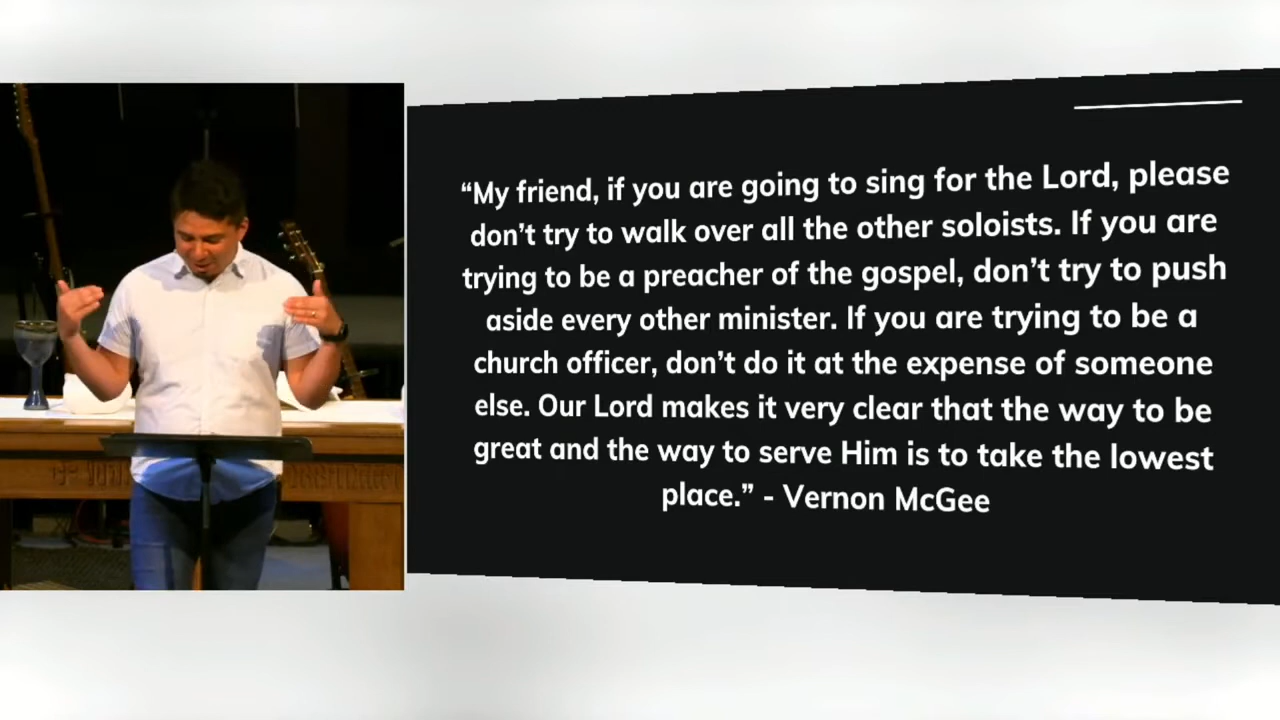 “My friend, if you are going to sing for the Lord, please
don’t try to walk over all the other soloists. If you are
trying to be a preacher of the gospel, don’t try to push
aside every other minister. If you are trying to be a
church officer, don’t do it at the expense of someone
else. Our Lord makes it very clear that the way to be
great and the way to serve Him is to take the lowest
place.” - Vernon McGee